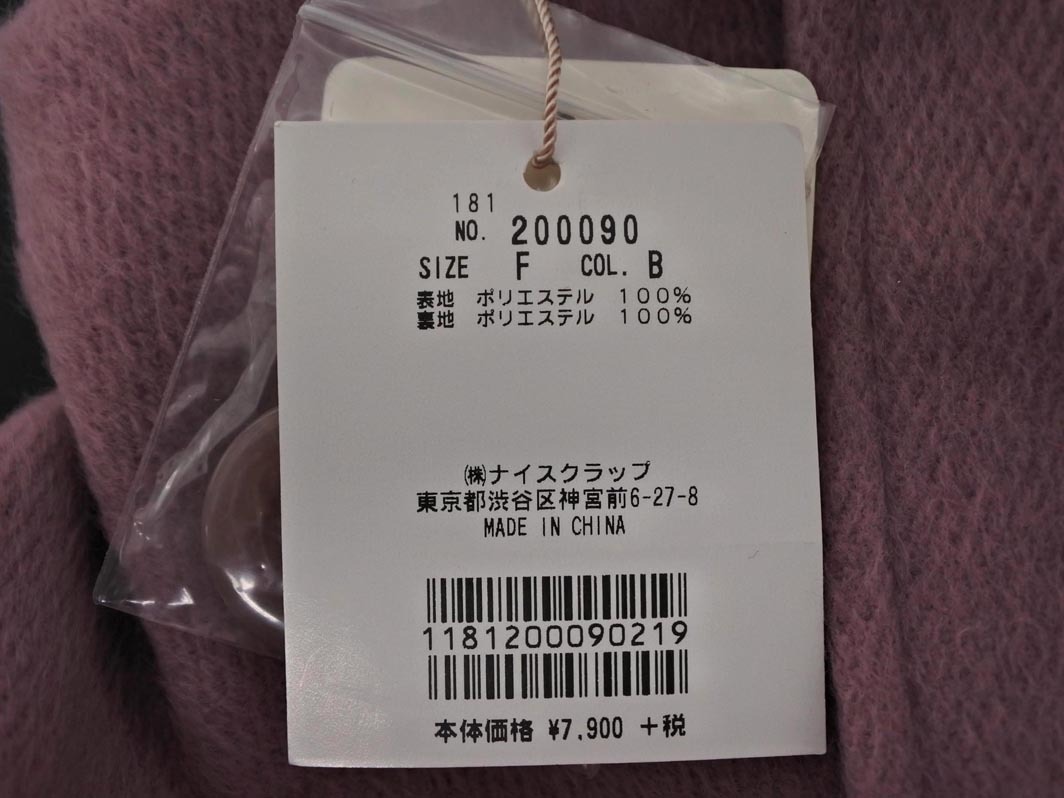 181
NO. 200090
SIZE F COL. B
表地 ポリエステル 100%
裏地 ポリエステル 100%
㈱ナイスクラップ
東京都渋谷区神宮前6-27-8
MADE IN CHINA
1181200090219
本体価格 ¥7,900 +税